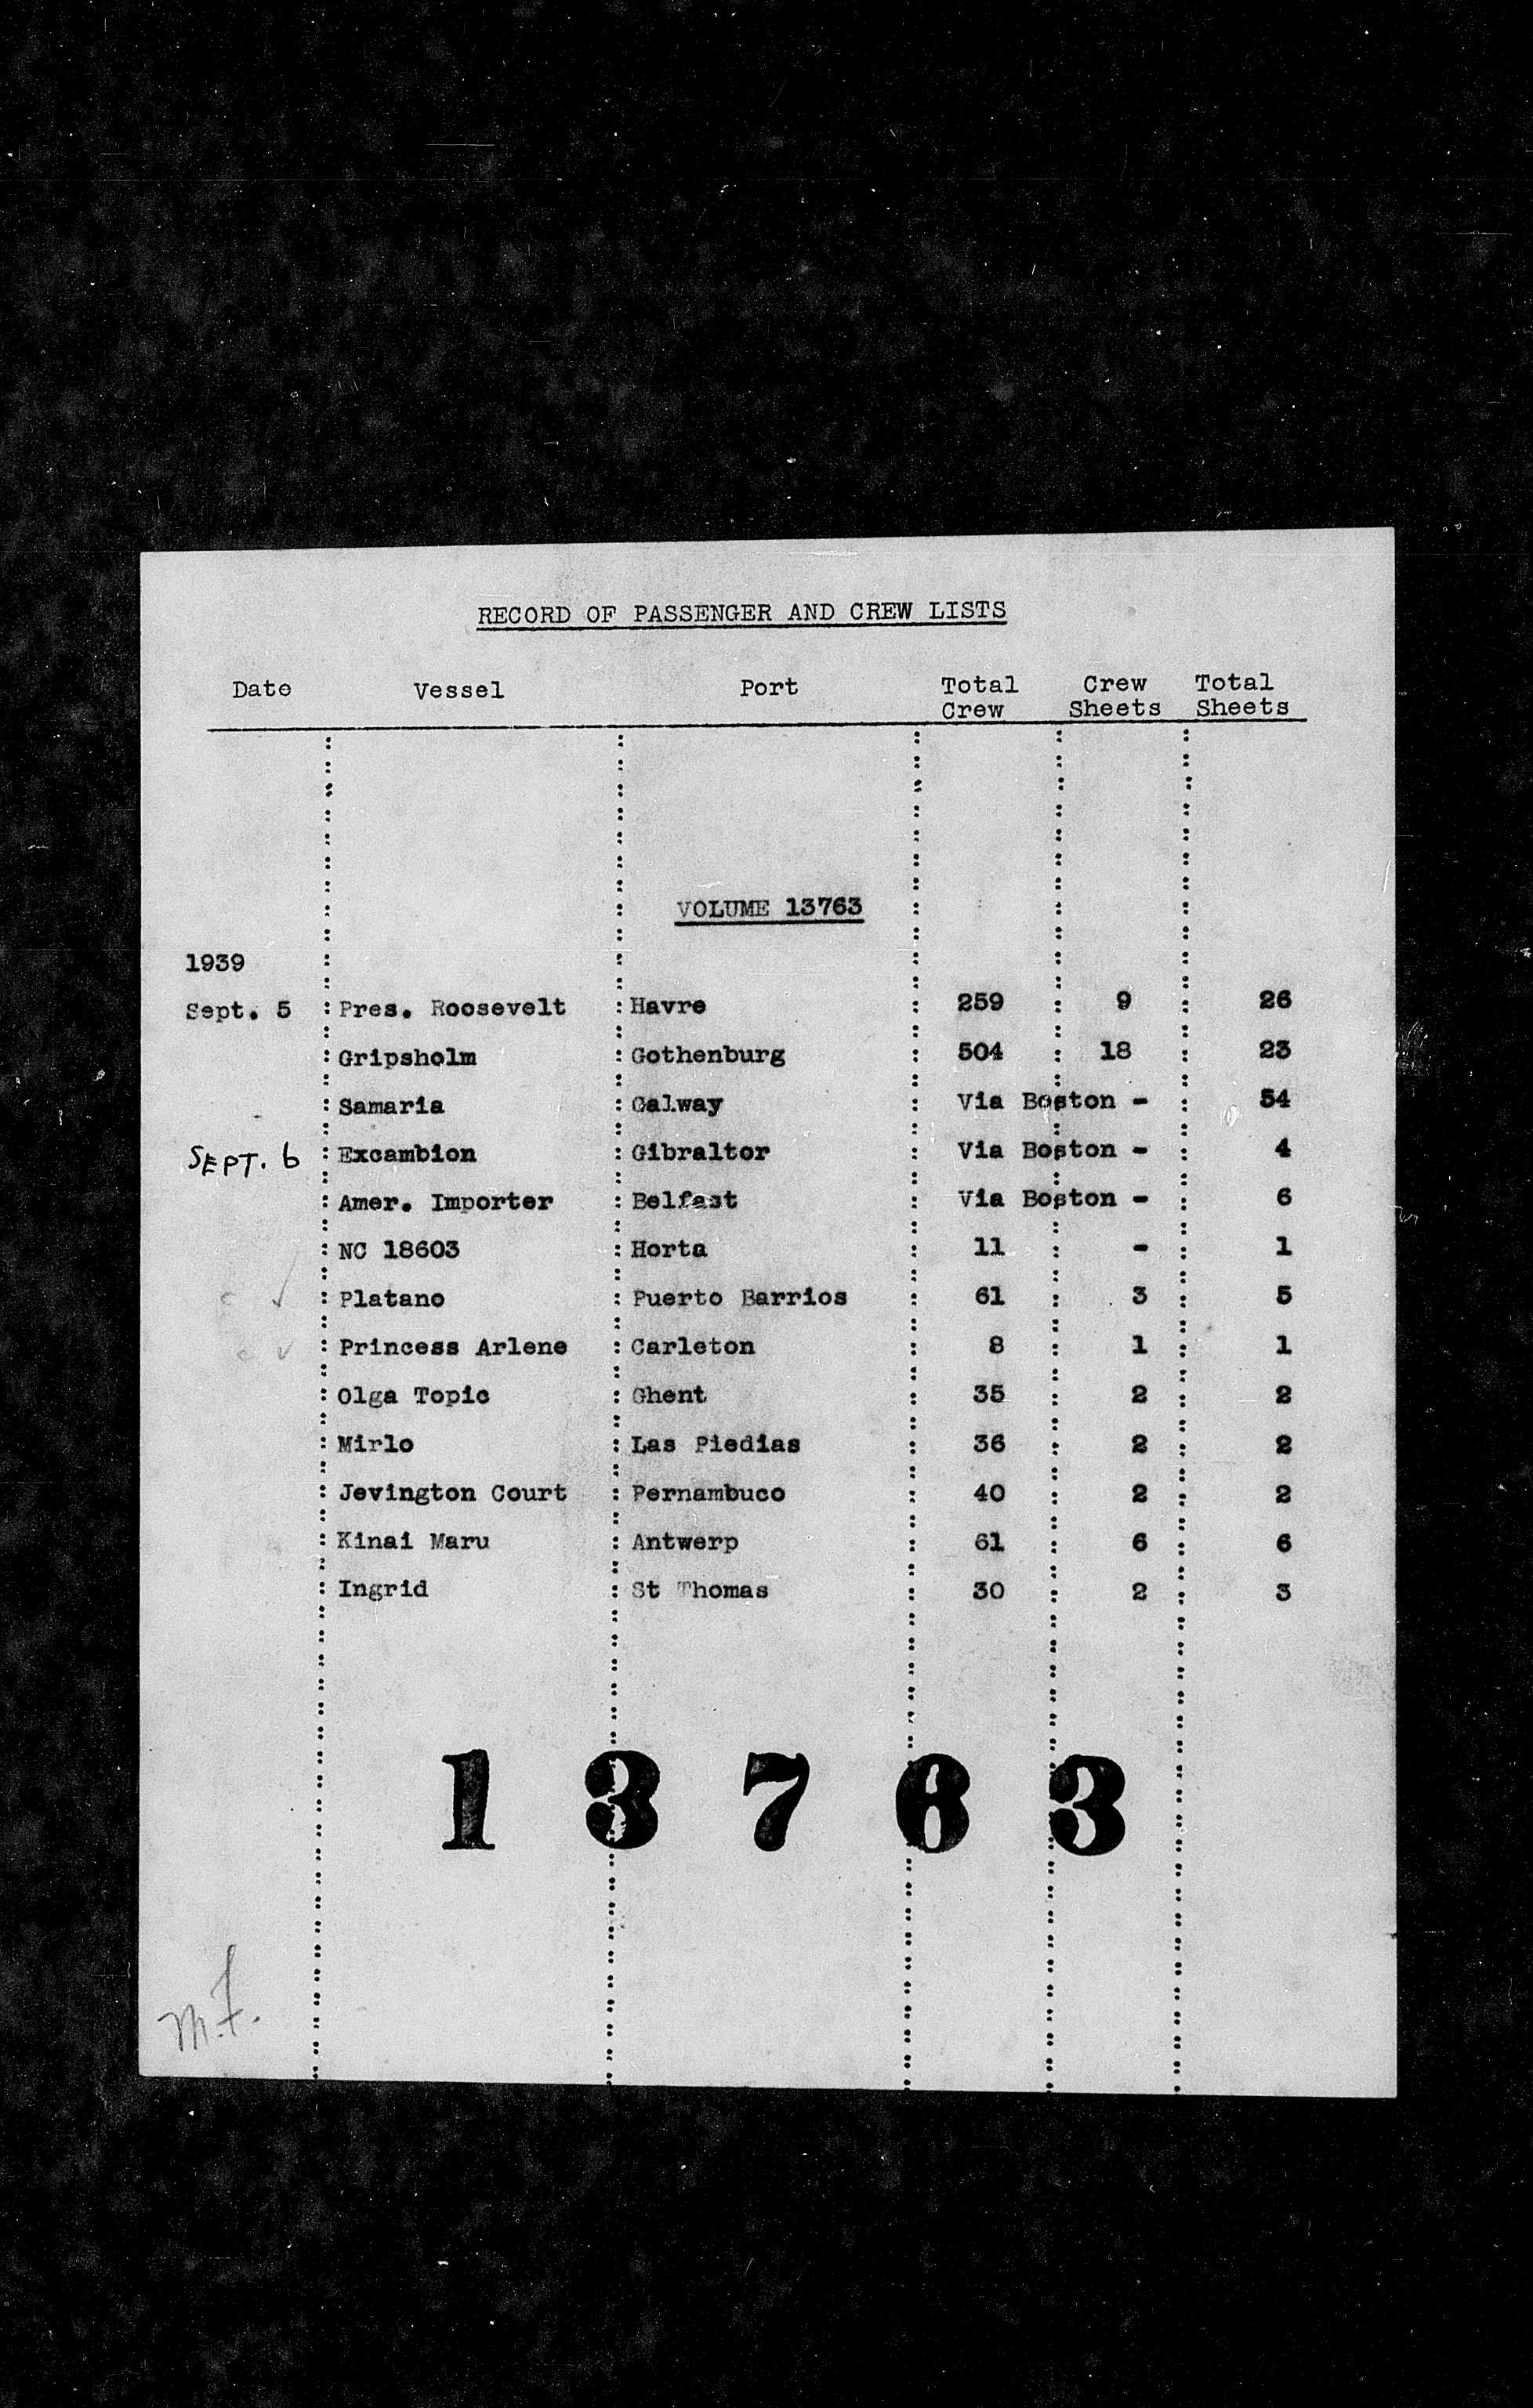 RECORD OF PASSENGER AND CREW LISTS
Date Vessel Port Total Crew Crew Sheets Total Sheets
VOLUME 13763
1939
Sept. 5 : Pres. Roosevelt : Havre : 259 : 9 : 26
: Gripsholm : Gothenburg : 504 : 18 : 23
: Samaria : Galway : Via Boston - : 54
SEPT. 6 : Excambion : Gibraltor : Via Boston - : 4
: Amer. Importer : Belfast : Via Boston - : 6
: NC 18603 : Horta : 11 : - : 1
c ✓ : Platano : Puerto Barrios : 61 : 3 : 5
c ✓ : Princess Arlene : Carleton : 8 : 1 : 1
: Olga Topic : Ghent : 35 : 2 : 2
: Mirlo : Las Piedias : 36 : 2 : 2
: Jevington Court : Pernambuco : 40 : 2 : 2
: Kinai Maru : Antwerp : 61 : 6 : 6
: Ingrid : St Thomas : 30 : 2 : 3
1 3 7 6 3
M.F.